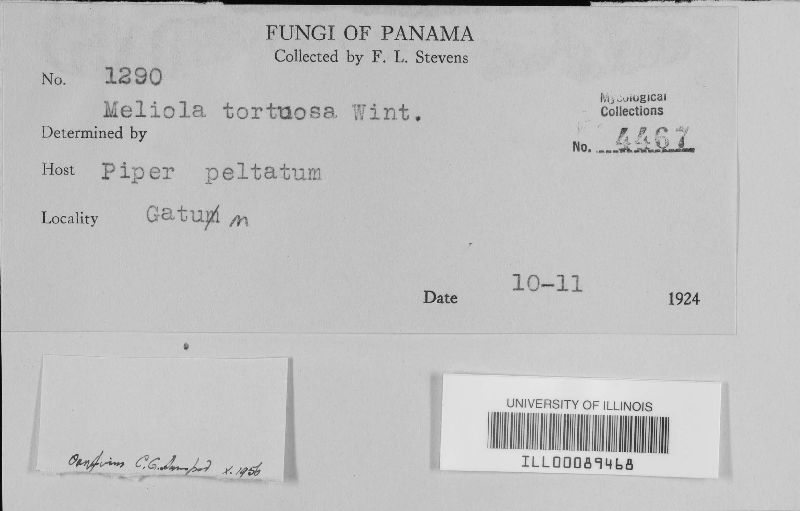 FUNGI OF PANAMA
Collected by F. L. Stevens
No. 1290
Meliola tortuosa Wint.
Mycological
Collections
No. 4467
Determined by
Host Piper peltatum
Locality Gatun
Date 10-11 1924
C.G. x.1956
UNIVERSITY OF ILLINOIS
ILL00089468